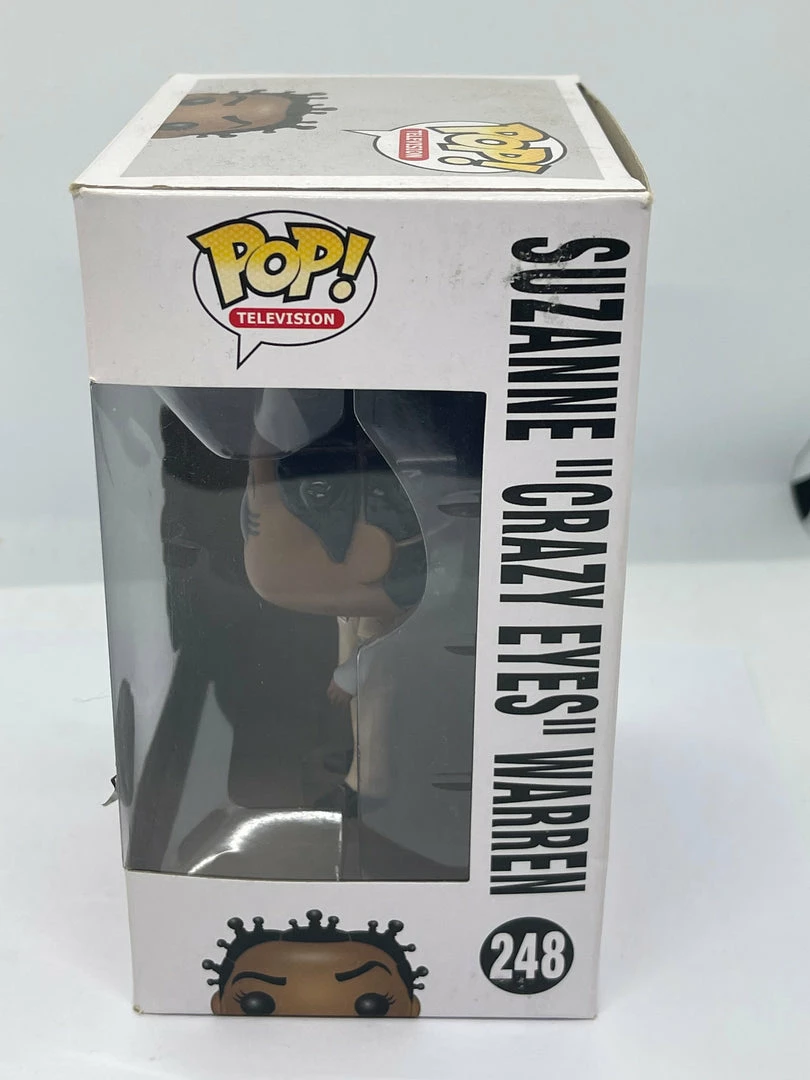 POP!
TELEVISION
POP!
TELEVISION
SUZANNE "CRAZY EYES" WARREN
248